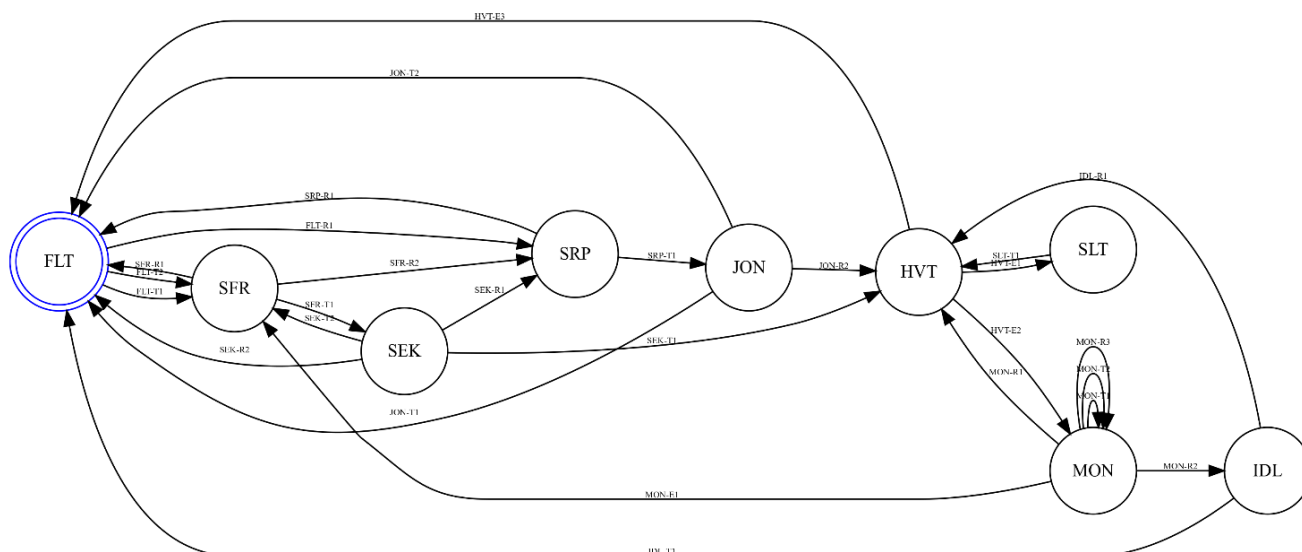 HVT-E3
JON-T2
IDL-R1
SRP-R1
FLT-R1
SLT
SRP
SRP-T1
SLT-T1
FLT
SFR-R1
SFR-R2
JON
JON-R2
HVT
HVT-E1
FLT-T2
FLT-T1
SFR
SEK-R1
SFR-T1
SEK-T2
HVT-E2
SEK-R2
SEK
SEK-T1
MON-R3
MON-T2
MON-R1
MON-T1
JON-T1
MON
MON-R2
IDL
MON-E1